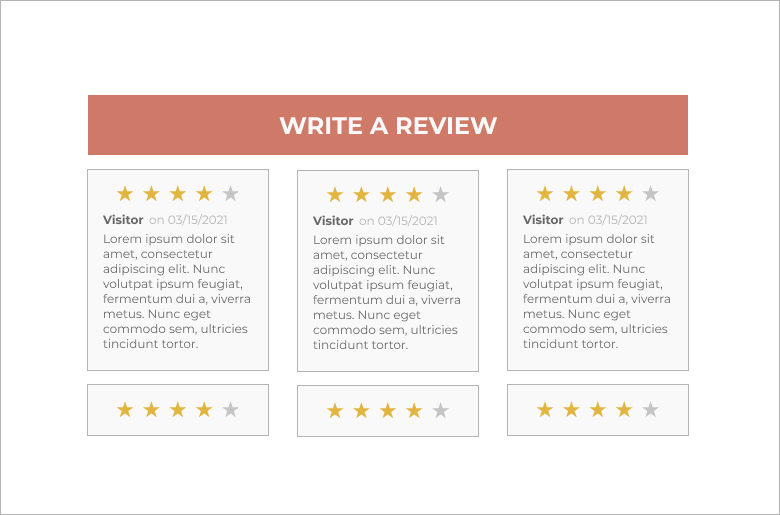 WRITE A REVIEW
Visitor on 03/15/2021
Lorem ipsum dolor sit
amet, consectetur
adipiscing elit. Nunc
volutpat ipsum feugiat,
fermentum dui a, viverra
metus. Nunc eget
commodo sem, ultricies
tincidunt tortor.
Visitor on 03/15/2021
Lorem ipsum dolor sit
amet, consectetur
adipiscing elit. Nunc
volutpat ipsum feugiat,
fermentum dui a, viverra
metus. Nunc eget
commodo sem, ultricies
tincidunt tortor.
Visitor on 03/15/2021
Lorem ipsum dolor sit
amet, consectetur
adipiscing elit. Nunc
volutpat ipsum feugiat,
fermentum dui a, viverra
metus. Nunc eget
commodo sem, ultricies
tincidunt tortor.